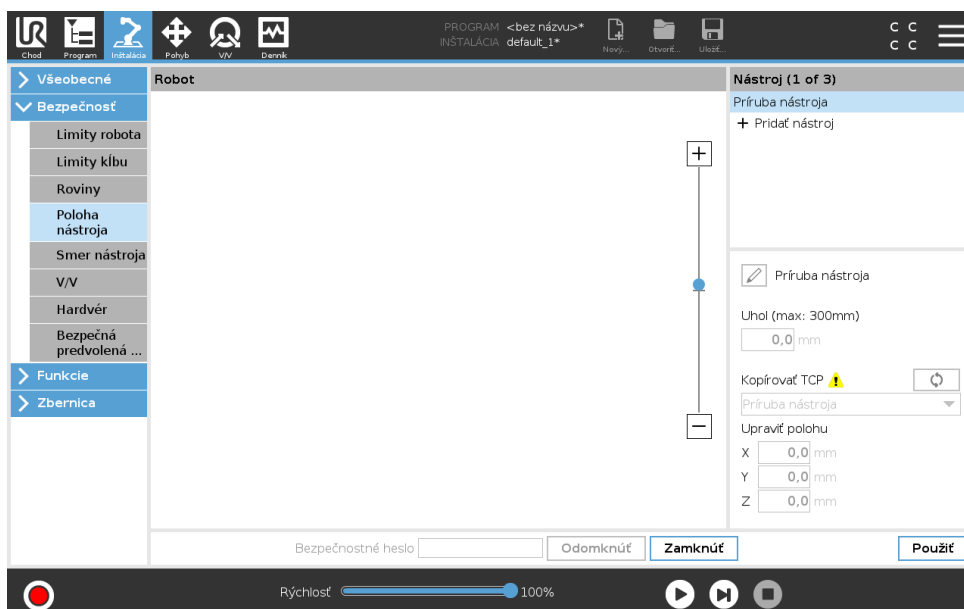 Chod
Program
Inštalácia
Pohyb
V/V
Denník
PROGRAM <bez názvu>*
INŠTALÁCIA default_1*
Nový...
Otvoriť...
Uložiť...
C C
C C
Všeobecné
Bezpečnosť
Limity robota
Limity kĺbu
Roviny
Poloha
nástroja
Smer nástroja
V/V
Hardvér
Bezpečná
predvolená ...
Funkcie
Zbernica
Robot
Nástroj (1 of 3)
Príruba nástroja
+ Pridať nástroj
Príruba nástroja
Uhol (max: 300mm)
0,0 mm
Kopírovať TCP
Príruba nástroja
Upraviť polohu
X 0,0 mm
Y 0,0 mm
Z 0,0 mm
Bezpečnostné heslo
Odomknúť
Zamknúť
Použiť
Rýchlosť 100%